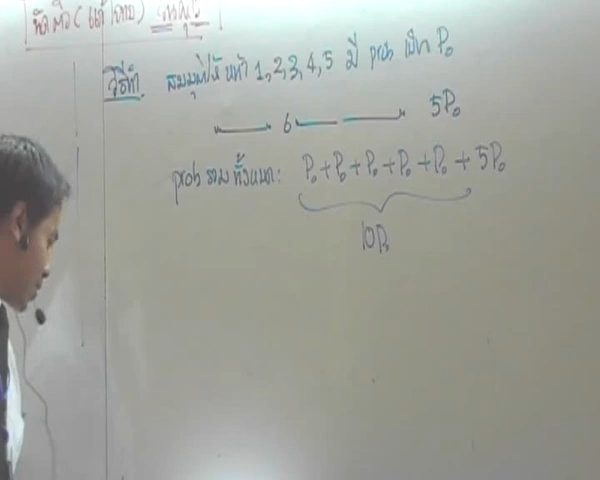 วิธีทำ สมมุติให้ หน้า 1, 2, 3, 4, 5 มี prob เป็น P₀
6 5P₀
prob รวมทั้งหมด: P₀ + P₀ + P₀ + P₀ + P₀ + 5P₀
10P₀